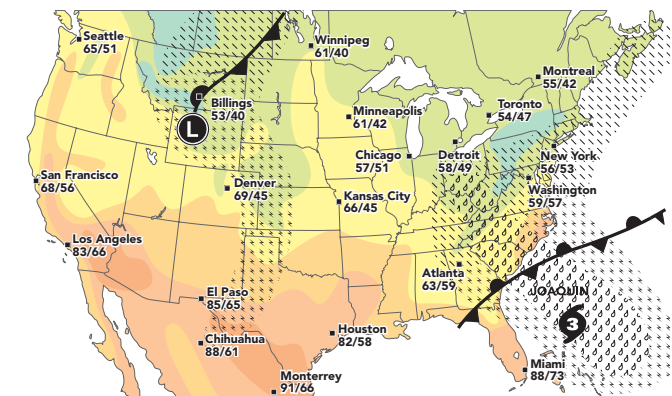 Seattle
65/51
Winnipeg
61/40
Montreal
55/42
Billings
53/40
L
Minneapolis
61/42
Toronto
54/47
Chicago
57/51
Detroit
58/49
New York
56/53
San Francisco
68/56
Denver
69/45
Kansas City
66/45
Washington
59/57
Los Angeles
83/66
Atlanta
63/59
El Paso
85/65
JOAQUIN
3
Chihuahua
88/61
Houston
82/58
Miami
88/73
Monterrey
91/66